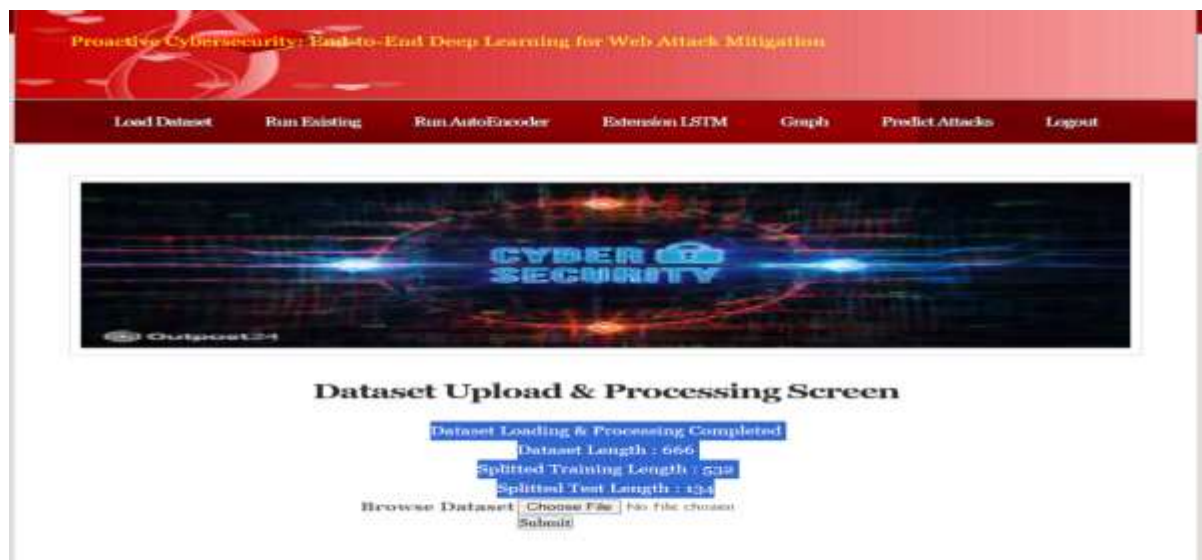 Proactive Cybersecurity: End-to-End Deep Learning for Web Attack Mitigation
Load Dataset Run Existing Run AutoEncoder Extension LSTM Graph Predict Attacks Logout
CYBER
SECURITY
Outpost24
Dataset Upload & Processing Screen
Dataset Loading & Processing Completed
Dataset Length : 666
Splitted Training Length : 532
Splitted Test Length : 134
Browse Dataset Choose File No file chosen
Submit